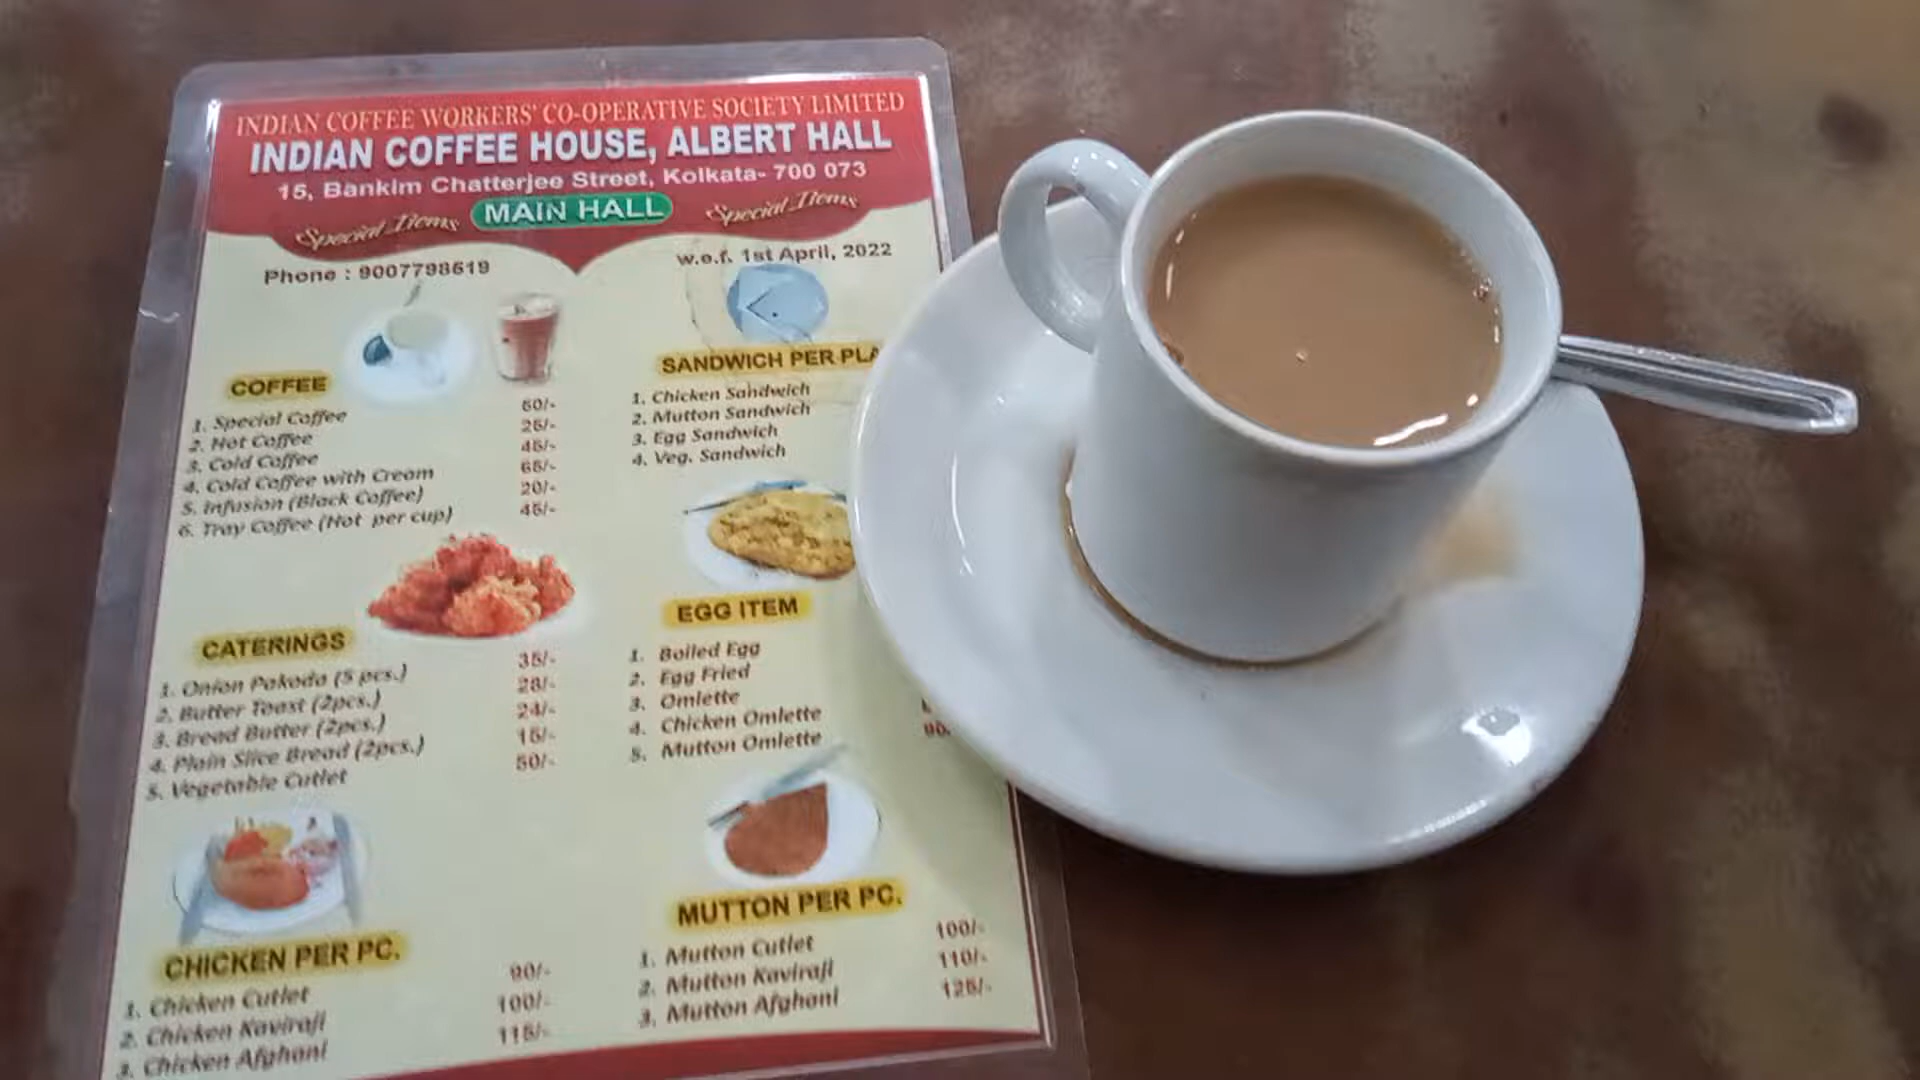 INDIAN COFFEE WORKERS' CO-OPERATIVE SOCIETY LIMITED
INDIAN COFFEE HOUSE, ALBERT HALL
15, Bankim Chatterjee Street, Kolkata- 700 073
Special Items MAIN HALL Special Items
Phone : 9007798619
w.e.f. 1st April, 2022
COFFEE
1. Special Coffee 50/-
2. Hot Coffee 25/-
3. Cold Coffee 45/-
4. Cold Coffee with Cream 65/-
5. Infusion (Black Coffee) 20/-
6. Tray Coffee (Hot per cup) 45/-
SANDWICH PER
1. Chicken Sandwich
2. Mutton Sandwich
3. Egg Sandwich
4. Veg. Sandwich
CATERINGS
1. Onion Pakoda (5 pcs.) 35/-
2. Butter Toast (2pcs.) 28/-
3. Bread Butter (2pcs.) 24/-
4. Plain Slice Bread (2pcs.) 15/-
5. Vegetable Cutlet 50/-
EGG ITEM
1. Boiled Egg
2. Egg Fried
3. Omlette
4. Chicken Omlette
5. Mutton Omlette 90
CHICKEN PER PC.
1. Chicken Cutlet 90/-
2. Chicken Kaviraji 100/-
3. Chicken Afghani 115/-
MUTTON PER PC.
1. Mutton Cutlet 100/-
2. Mutton Kaviraji 110/-
3. Mutton Afghani 125/-